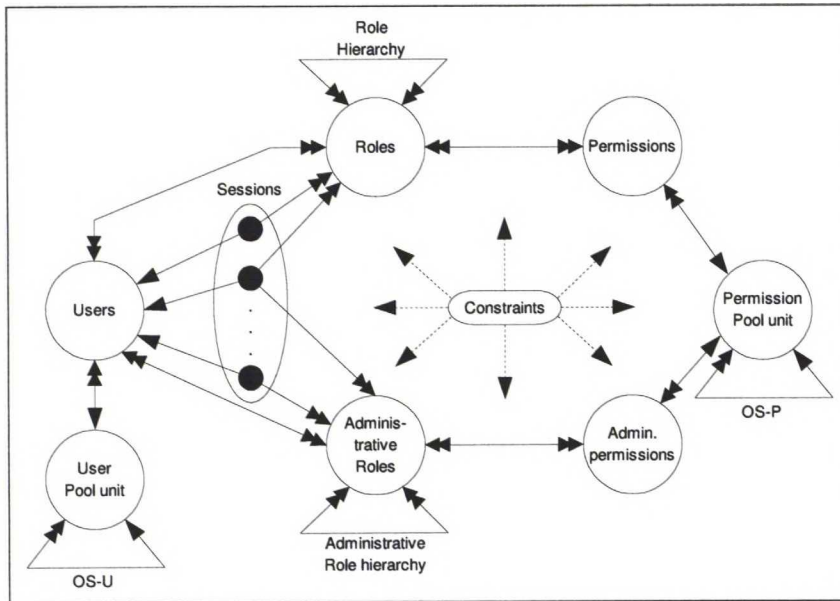 Role
Hierarchy
Roles
Permissions
Sessions
Users
.
.
.
Constraints
Permission
Pool unit
OS-P
Adminis-
trative
Roles
Admin.
permissions
User
Pool unit
OS-U
Administrative
Role hierarchy